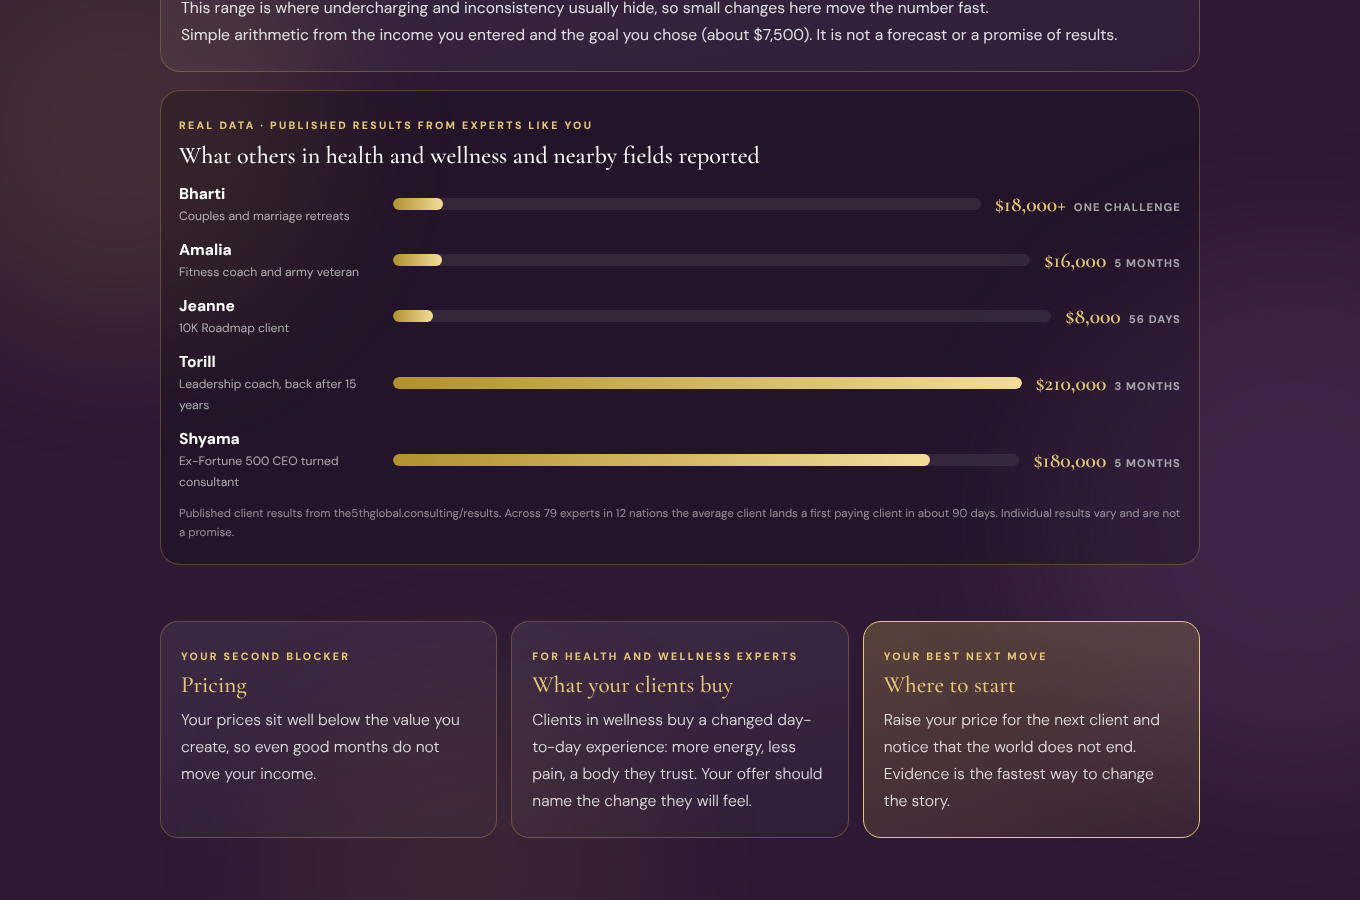 This range is where undercharging and inconsistency usually hide, so small changes here move the number fast.
Simple arithmetic from the income you entered and the goal you chose (about $7,500). It is not a forecast or a promise of results.
REAL DATA · PUBLISHED RESULTS FROM EXPERTS LIKE YOU
What others in health and wellness and nearby fields reported
Bharti
Couples and marriage retreats
$18,000+ ONE CHALLENGE
Amalia
Fitness coach and army veteran
$16,000 5 MONTHS
Jeanne
10K Roadmap client
$8,000 56 DAYS
Torill
Leadership coach, back after 15
years
$210,000 3 MONTHS
Shyama
Ex-Fortune 500 CEO turned
consultant
$180,000 5 MONTHS
Published client results from the5thglobal.consulting/results. Across 79 experts in 12 nations the average client lands a first paying client in about 90 days. Individual results vary and are not
a promise.
YOUR SECOND BLOCKER
Pricing
Your prices sit well below the value you
create, so even good months do not
move your income.
FOR HEALTH AND WELLNESS EXPERTS
What your clients buy
Clients in wellness buy a changed day-
to-day experience: more energy, less
pain, a body they trust. Your offer should
name the change they will feel.
YOUR BEST NEXT MOVE
Where to start
Raise your price for the next client and
notice that the world does not end.
Evidence is the fastest way to change
the story.